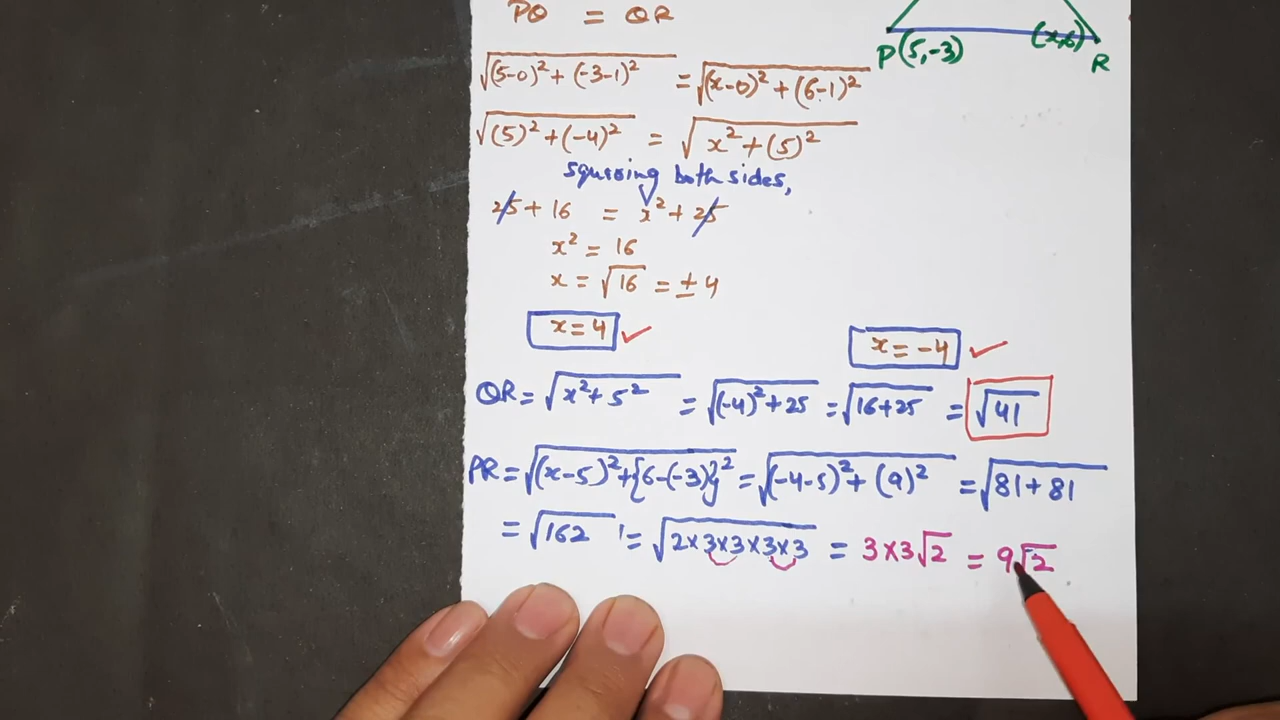 PQ = QR
P(5,-3)
(x,6)
R
√((5-0)² + (-3-1)²) = √((x-0)² + (6-1)²)
√((5)² + (-4)²) = √(x² + (5)²)
squaring both sides,
25 + 16 = x² + 25
x² = 16
x = √16 = ± 4
x = 4 ✓
x = -4 ✓
QR = √(x² + 5²) = √((-4)² + 25) = √(16+25) = √41
PR = √((x-5)² + {6-(-3)}²) = √((-4-5)² + (9)²) = √(81+81)
= √162 = √(2×3×3×3×3) = 3×3√2 = 9√2